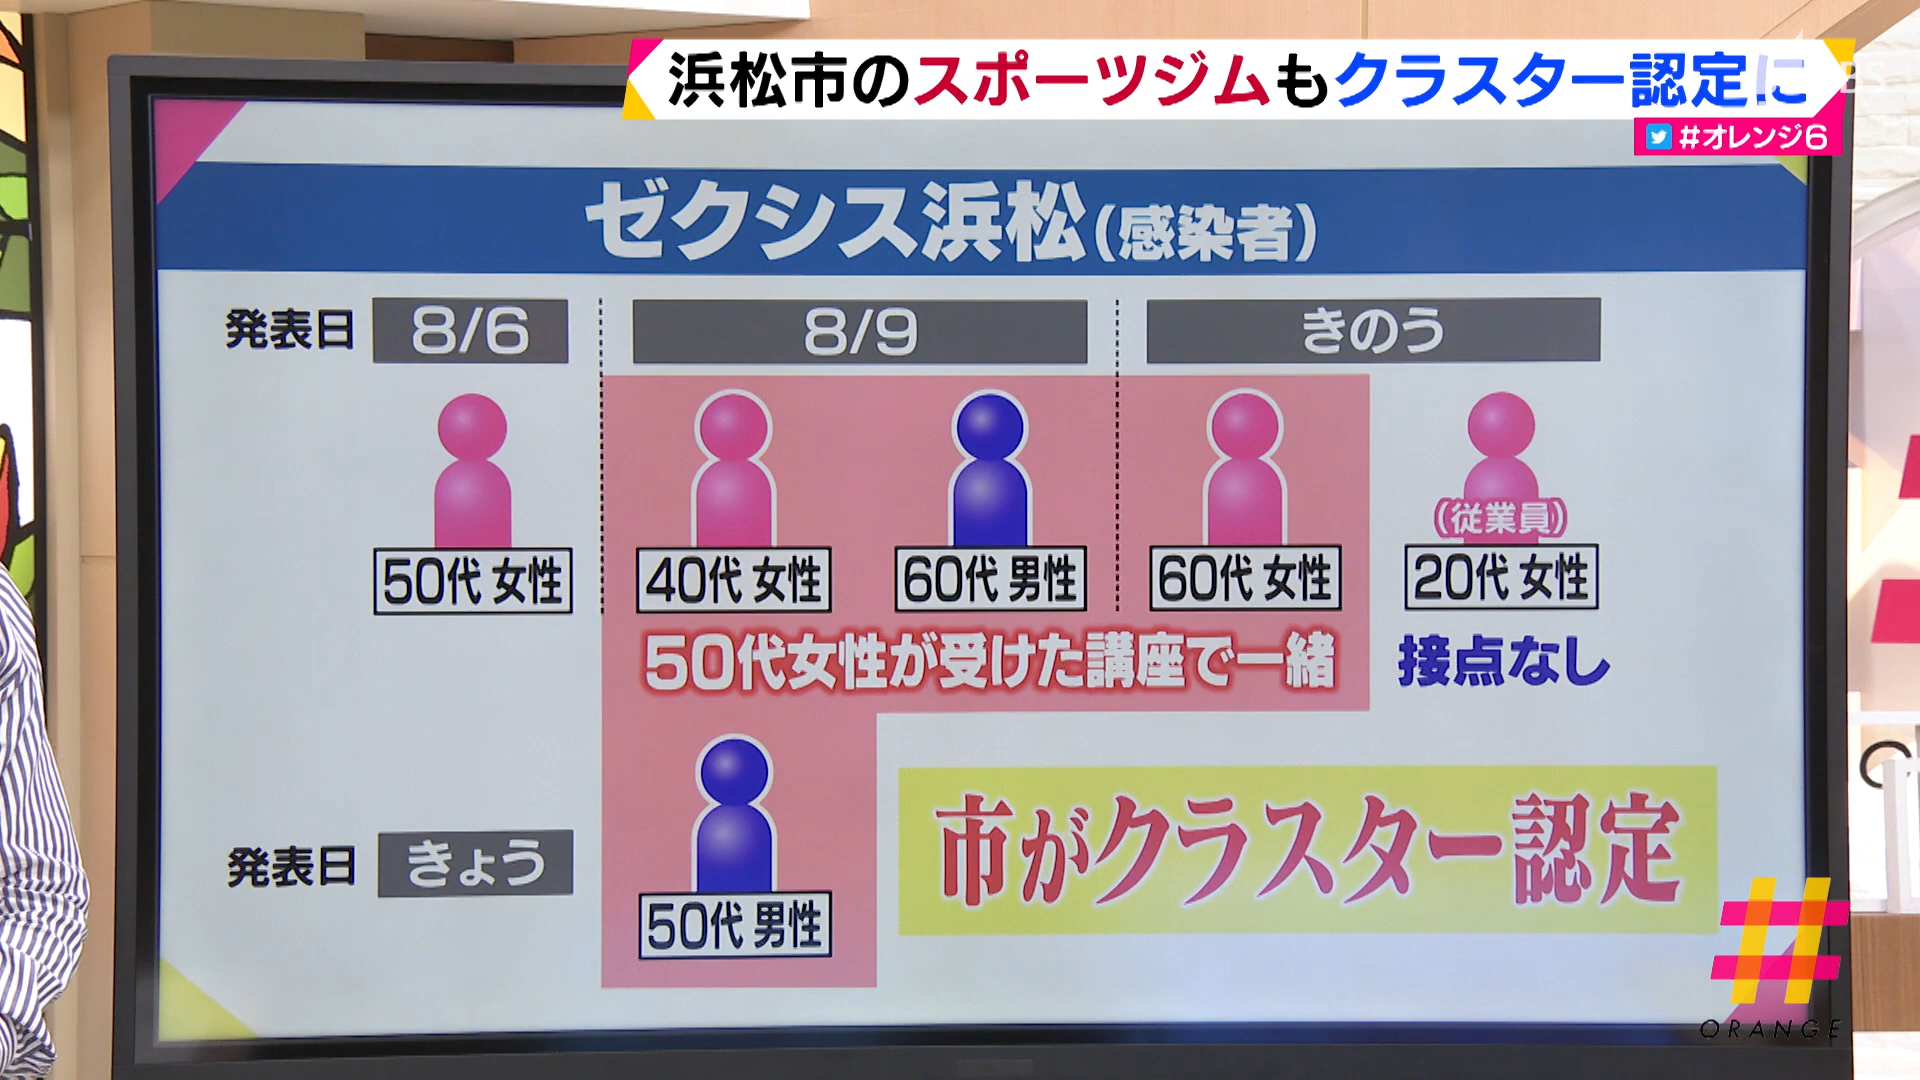 浜松市のスポーツジムもクラスター認定に
#オレンジ6
ゼクシス浜松(感染者)
発表日 8/6 8/9 きのう
(従業員)
50代 女性 40代 女性 60代 男性 60代 女性 20代 女性
50代女性が受けた講座で一緒 接点なし
発表日 きょう
50代 男性
市がクラスター認定
ORANGE